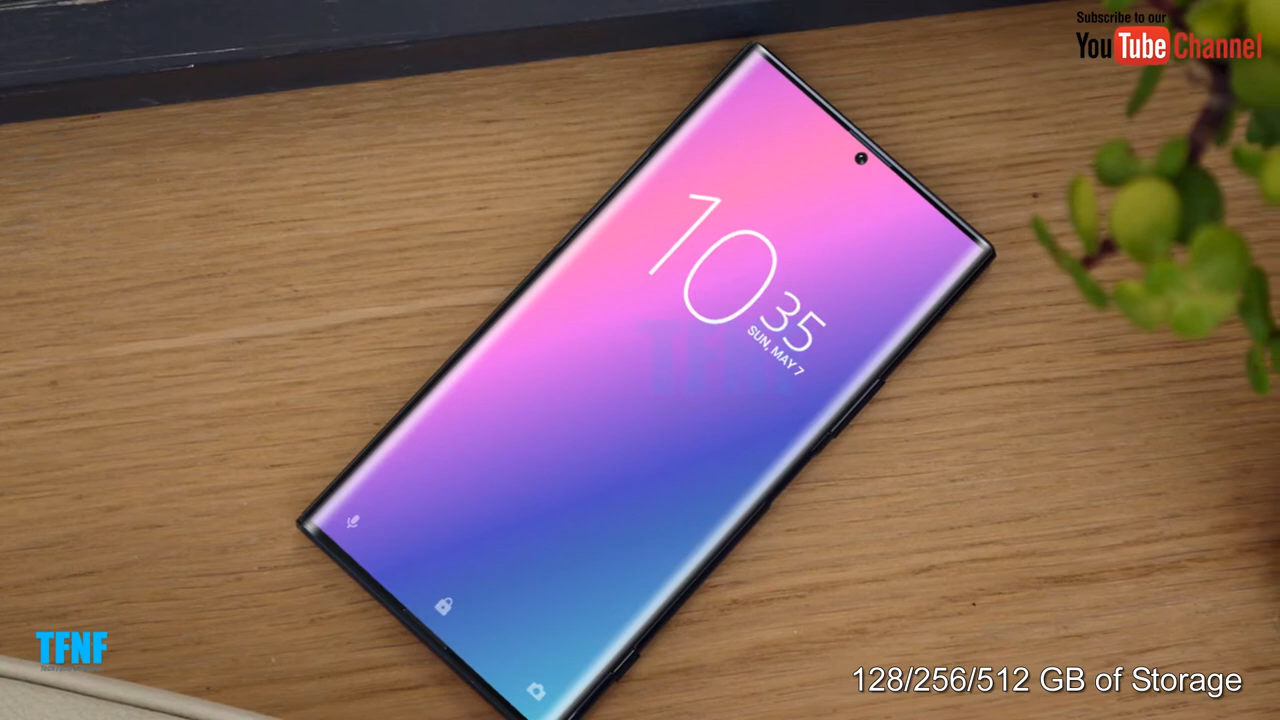 Subscribe to our
YouTube Channel
10
35
SUN, MAY 7
TFNF
128/256/512 GB of Storage